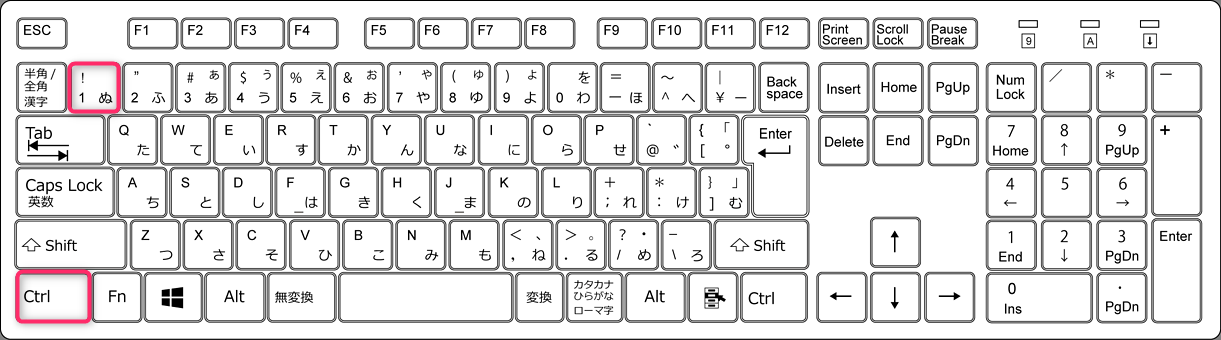 ESC F1 F2 F3 F4 F5 F6 F7 F8 F9 F10 F11 F12 Print Scroll Pause
Screen Lock Break 9 A
半角/ ! " # ぁ $ ぅ % ぇ & ぉ ' ゃ ( ゅ ) ょ を = ～ | Back Insert Home PgUp Num ／ ＊ －
全角
漢字 1 ぬ 2 ふ 3 あ 4 う 5 え 6 お 7 や 8 ゆ 9 よ 0 わ ー ほ ^ へ ￥ ー space Lock
Tab Q W E R T Y U I O P ` { 「 Enter Delete End PgDn 7 8 9 +
た て い す か ん な に ら せ @ ゛ [ ° Home ↑ PgUp
Caps Lock A S D F G H J K L + * } 」 4 5 6
英数 ち と し _は き く _ま の り ; れ : け ] む ← →
Shift Z X C V B N M < 、 > 。 ? ・ _ Shift ↑ 1 2 3 Enter
つ さ そ ひ こ み も , ね . る / め \ ろ End ↓ PgDn
Ctrl Fn Alt 無変換 変換 カタカナ Alt Ctrl ← ↓ → 0 .
ひらがな
ローマ字 Ins PgDn